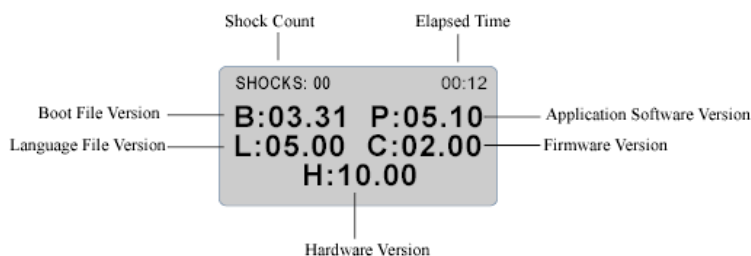 Shock Count Elapsed Time
SHOCKS: 00 00:12
Boot File Version B:03.31 P:05.10 Application Software Version
Language File Version L:05.00 C:02.00 Firmware Version
H:10.00
Hardware Version